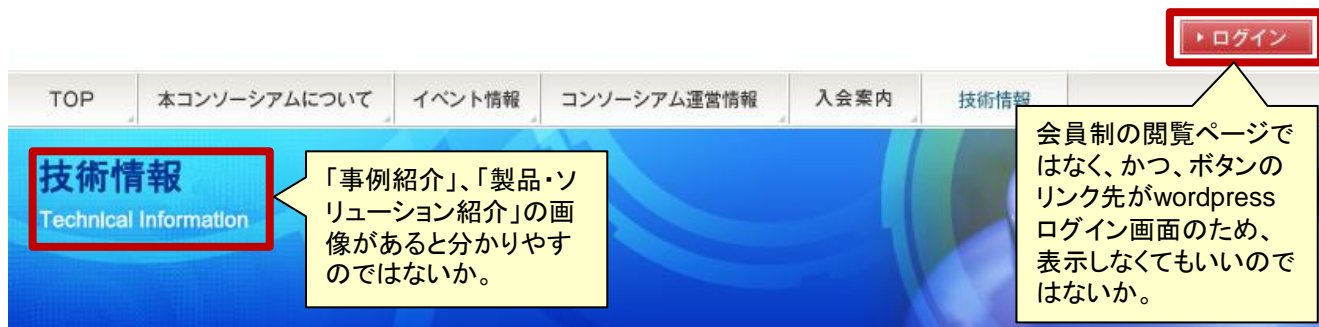 ログイン
TOP 本コンソーシアムについて イベント情報 コンソーシアム運営情報 入会案内 技術情報
技術情報
Technical Information
「事例紹介」、「製品・ソ
リューション紹介」の画
像があると分かりやす
のではないか。
会員制の閲覧ページで
はなく、かつ、ボタンの
リンク先がwordpress
ログイン画面のため、
表示しなくてもいいので
はないか。